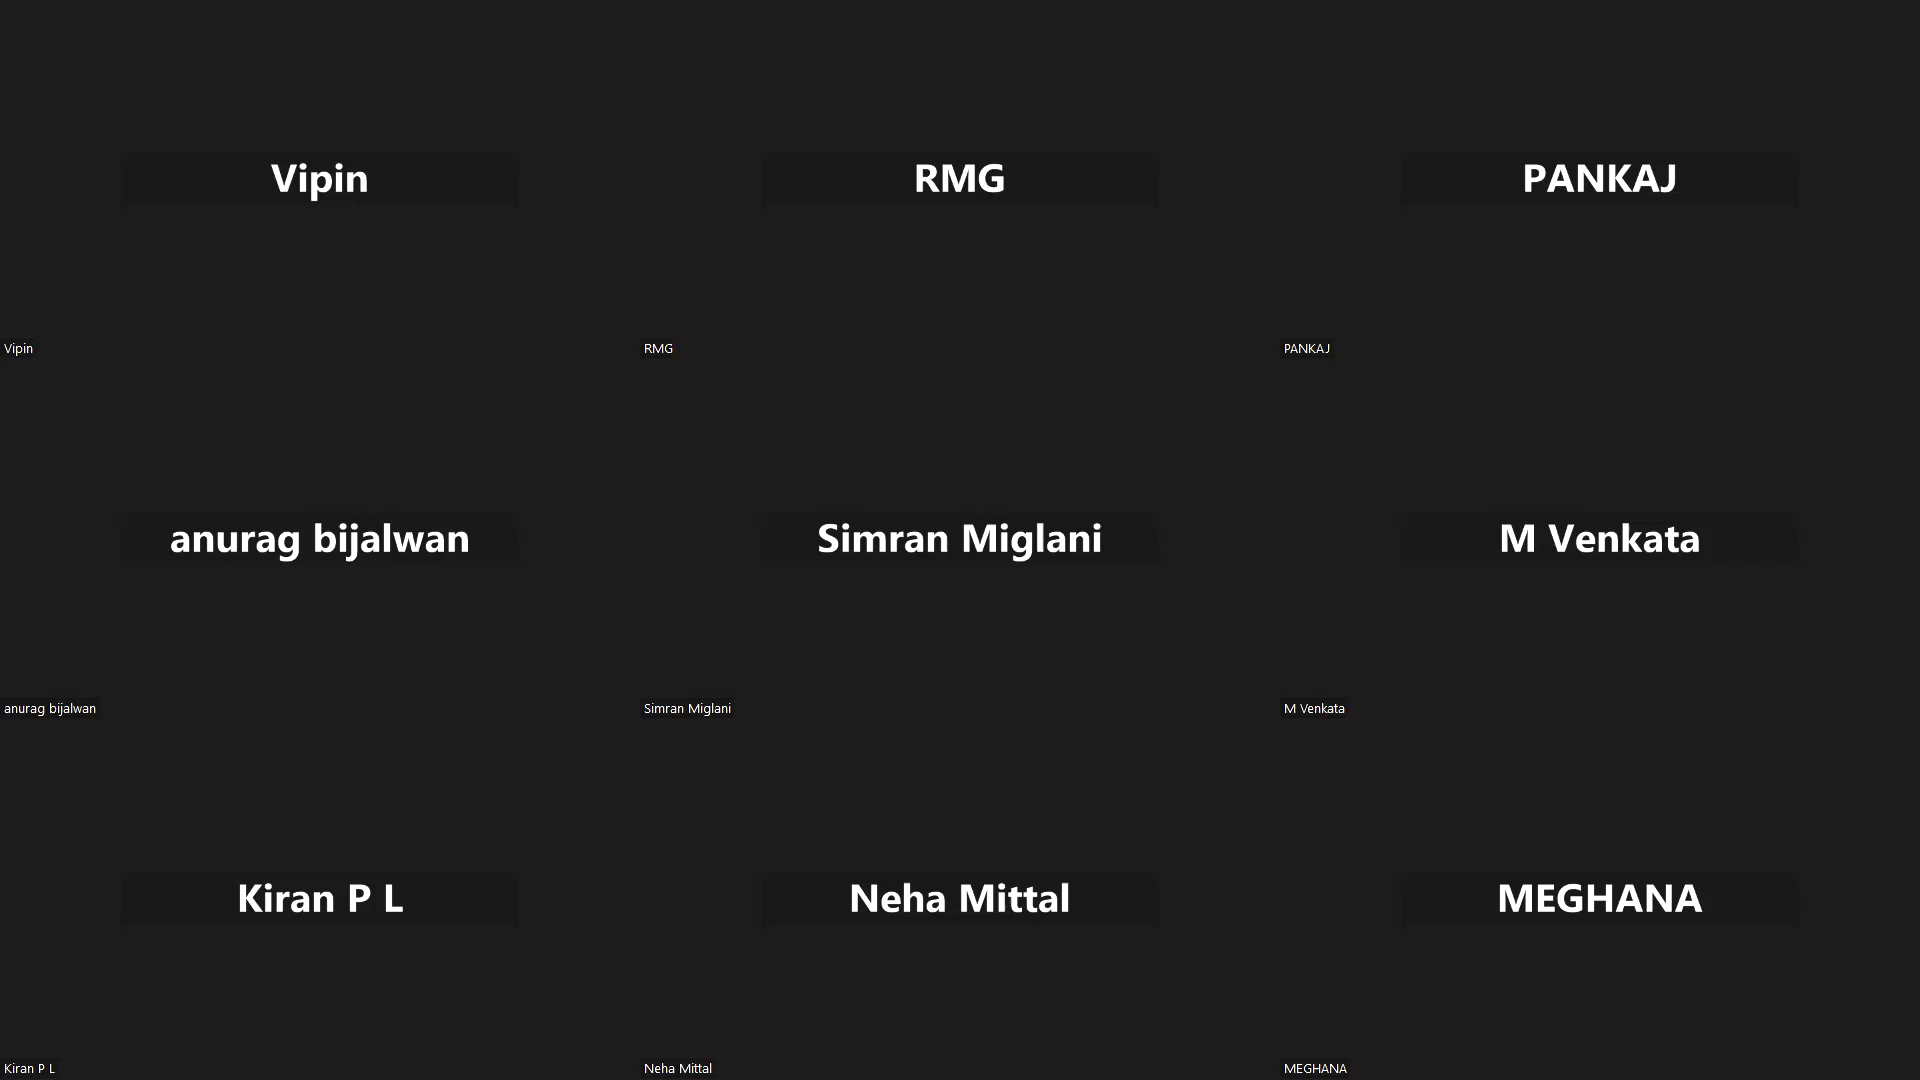 Vipin
RMG
PANKAJ
Vipin
RMG
PANKAJ
anurag bijalwan
Simran Miglani
M Venkata
anurag bijalwan
Simran Miglani
M Venkata
Kiran P L
Neha Mittal
MEGHANA
Kiran P L
Neha Mittal
MEGHANA